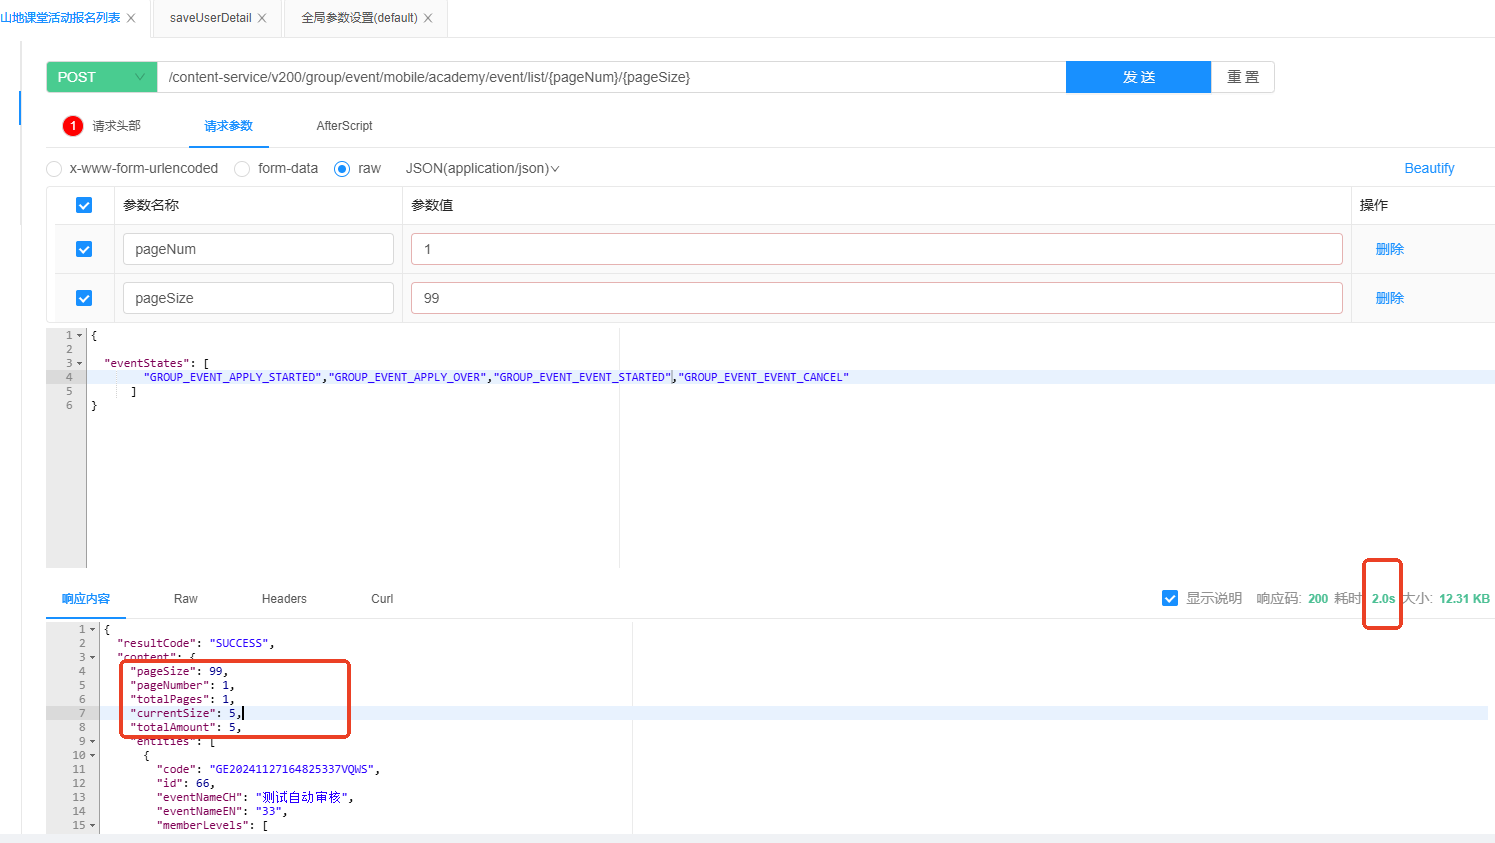 山地课堂活动报名列表 saveUserDetail 全局参数设置(default)
POST /content-service/v200/group/event/mobile/academy/event/list/{pageNum}/{pageSize} 发 送 重 置
1 请求头部 请求参数 AfterScript
x-www-form-urlencoded form-data raw JSON(application/json) Beautify
参数名称 参数值 操作
pageNum 1 删除
pageSize 99 删除
1 {
2
3 "eventStates": [
4 "GROUP_EVENT_APPLY_STARTED","GROUP_EVENT_APPLY_OVER","GROUP_EVENT_EVENT_STARTED","GROUP_EVENT_EVENT_CANCEL"
5 ]
6 }
响应内容 Raw Headers Curl 显示说明 响应码: 200 耗时 2.0s 大小: 12.31 KB
1 {
2 "resultCode": "SUCCESS",
3 "content": {
4 "pageSize": 99,
5 "pageNumber": 1,
6 "totalPages": 1,
7 "currentSize": 5,
8 "totalAmount": 5,
9 "entities": [
10 {
11 "code": "GE20241127164825337VQWS",
12 "id": 66,
13 "eventNameCH": "测试自动审核",
14 "eventNameEN": "33",
15 "memberLevels": [